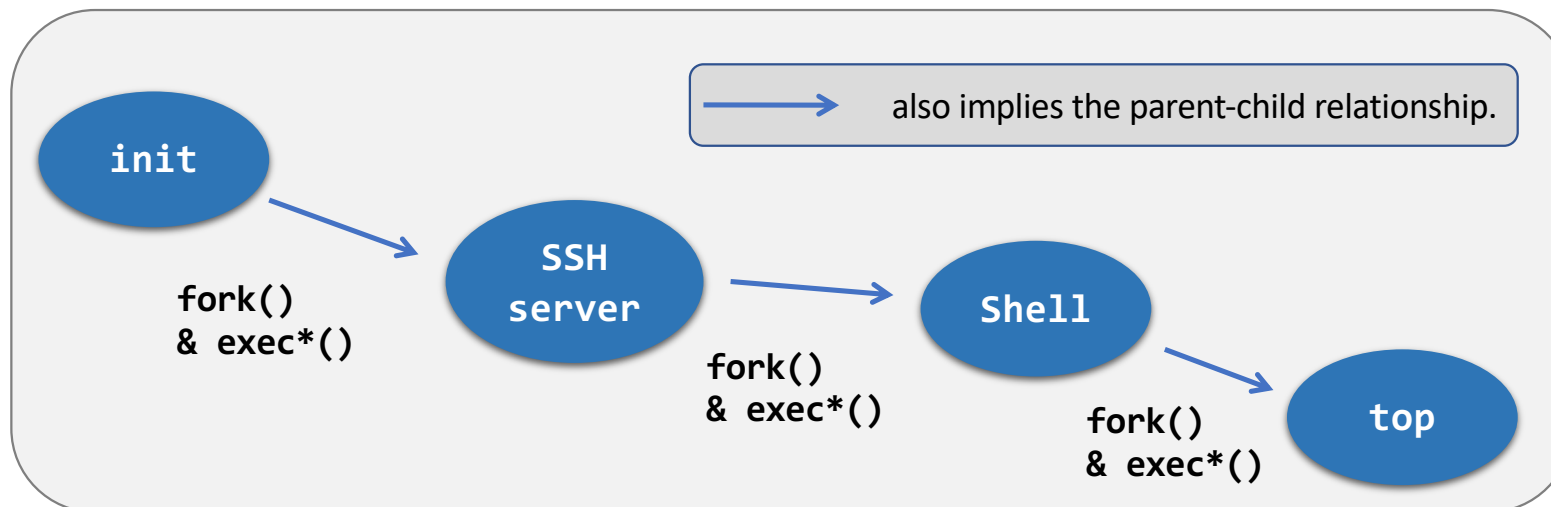 also implies the parent-child relationship.
init
SSH
server
fork()
& exec*()
Shell
fork()
& exec*()
top
fork()
& exec*()